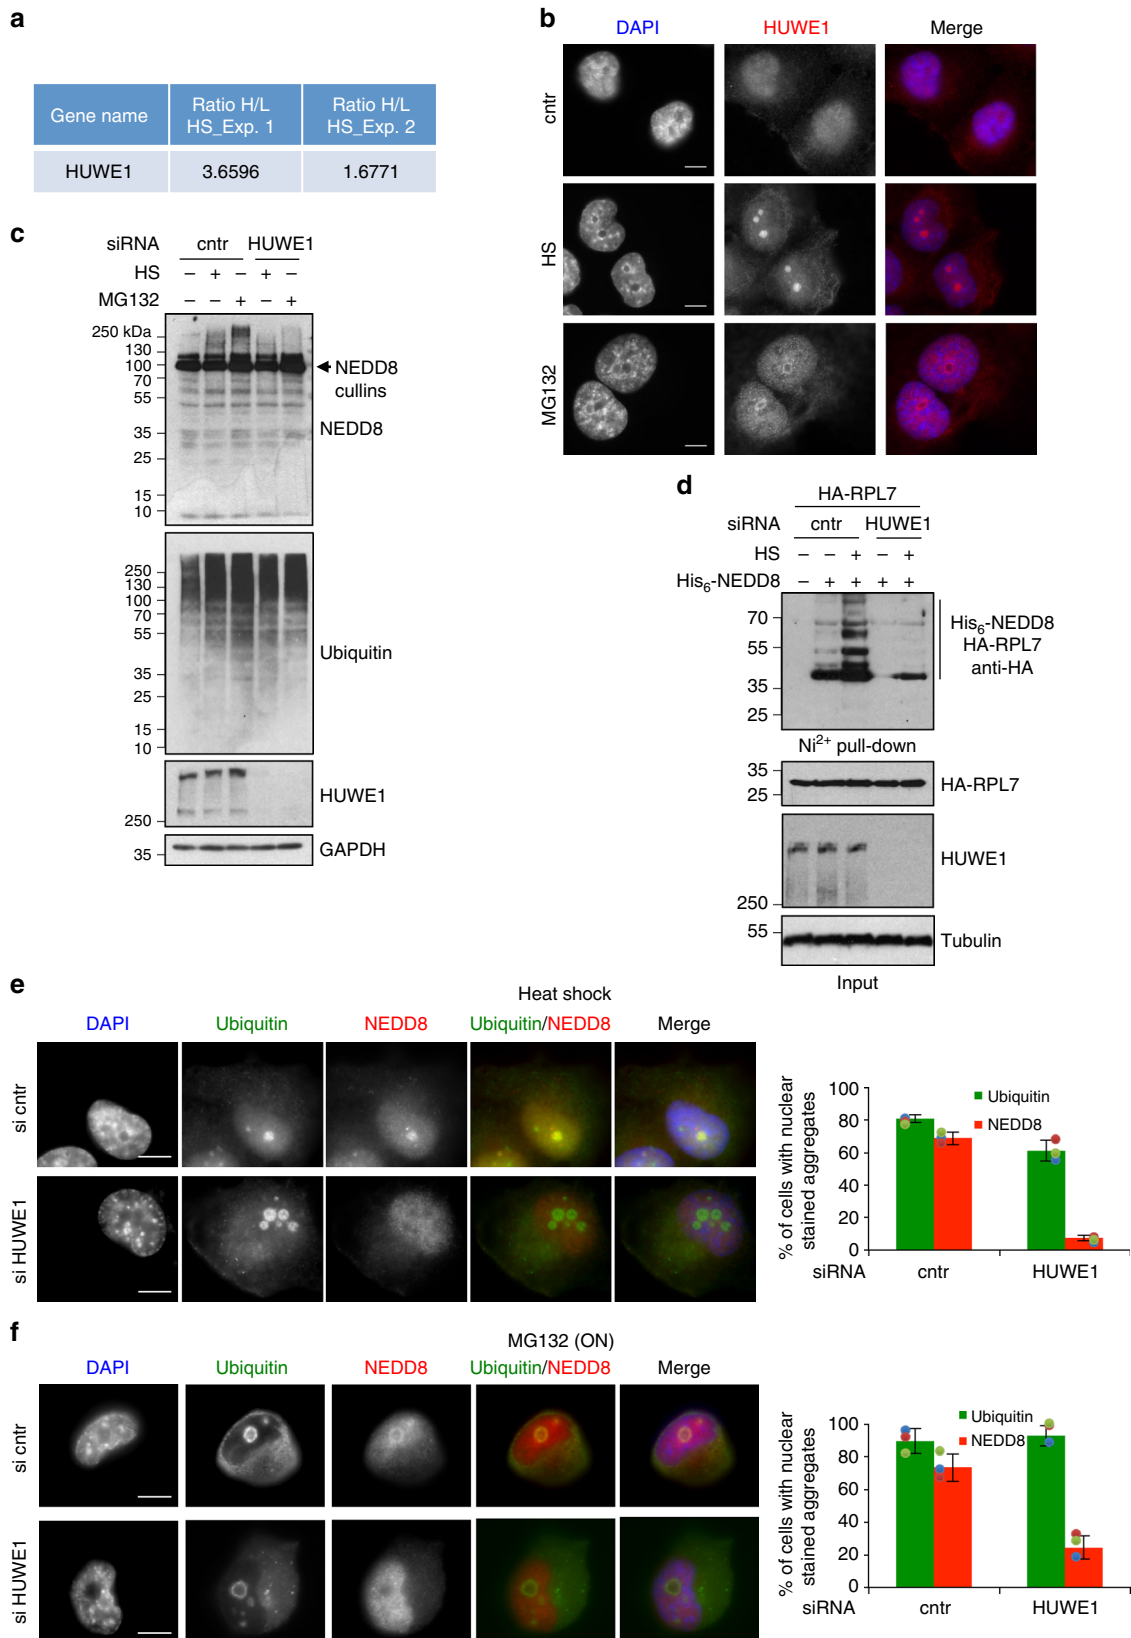 a
Gene name
Ratio H/L HS_Exp. 1
Ratio H/L HS_Exp. 2
HUWE1
3.6596
1.6771
b
DAPI
HUWE1
Merge
cntr
HS
MG132
c
siRNA cntr HUWE1
HS – + – + –
MG132 – – + – +
250 kDa
130
100
70
55
35
25
15
10
NEDD8 cullins
NEDD8
250
130
100
70
55
35
25
15
10
Ubiquitin
250
HUWE1
35
GAPDH
d
HA-RPL7
siRNA cntr HUWE1
HS – – + – +
His6-NEDD8 – + + + +
70
55
35
25
His6-NEDD8
HA-RPL7
anti-HA
Ni2+ pull-down
35
25
HA-RPL7
250
HUWE1
55
Tubulin
Input
e
Heat shock
DAPI
Ubiquitin
NEDD8
Ubiquitin/NEDD8
Merge
si cntr
si HUWE1
% of cells with nuclear stained aggregates
100
80
60
40
20
0
Ubiquitin
NEDD8
siRNA cntr HUWE1
f
MG132 (ON)
DAPI
Ubiquitin
NEDD8
Ubiquitin/NEDD8
Merge
si cntr
si HUWE1
% of cells with nuclear stained aggregates
100
80
60
40
20
0
Ubiquitin
NEDD8
siRNA cntr HUWE1